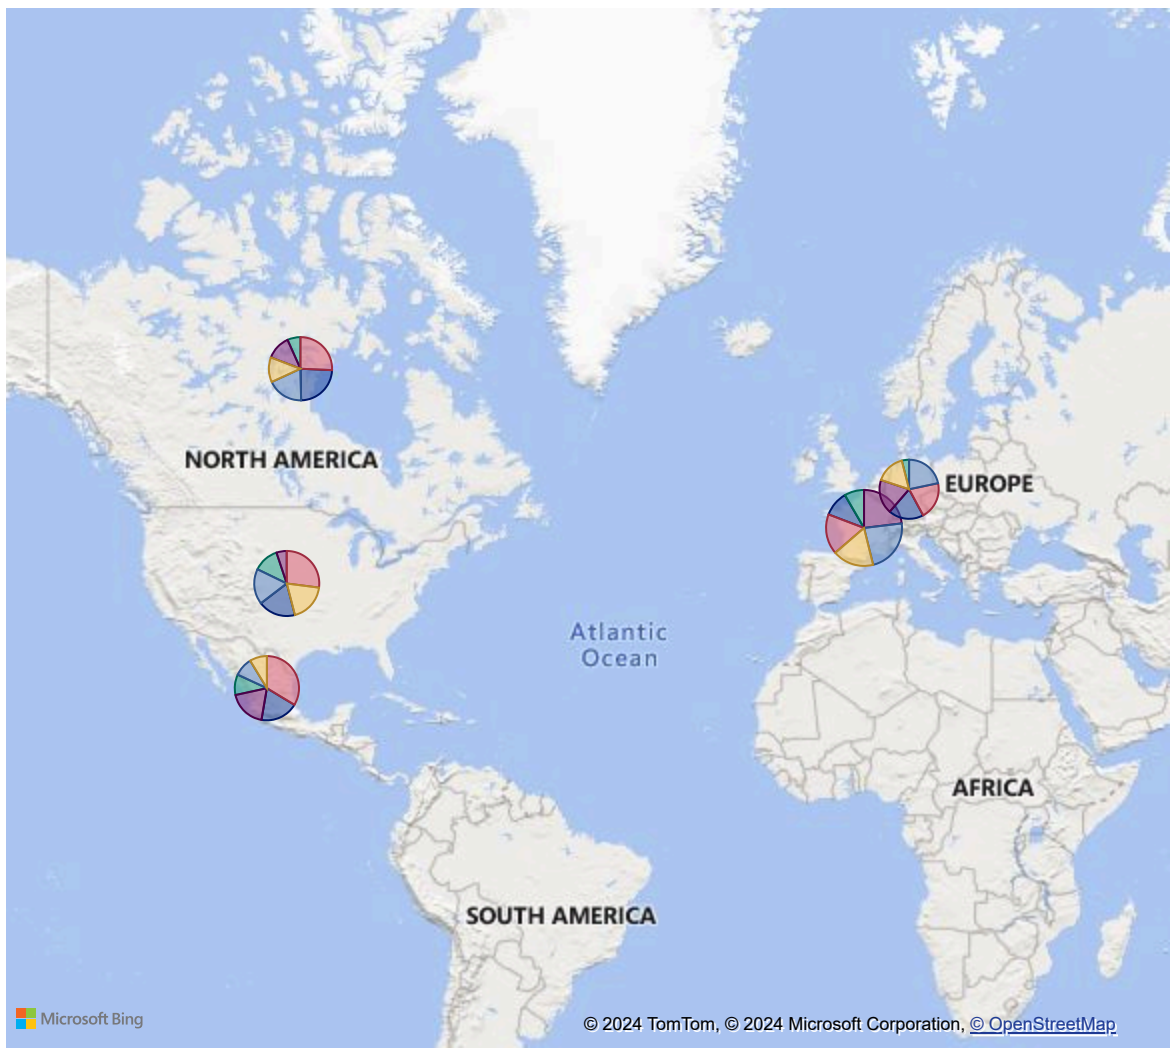 NORTH AMERICA
EUROPE
Atlantic
Ocean
AFRICA
SOUTH AMERICA
Microsoft Bing
© 2024 TomTom, © 2024 Microsoft Corporation, © OpenStreetMap